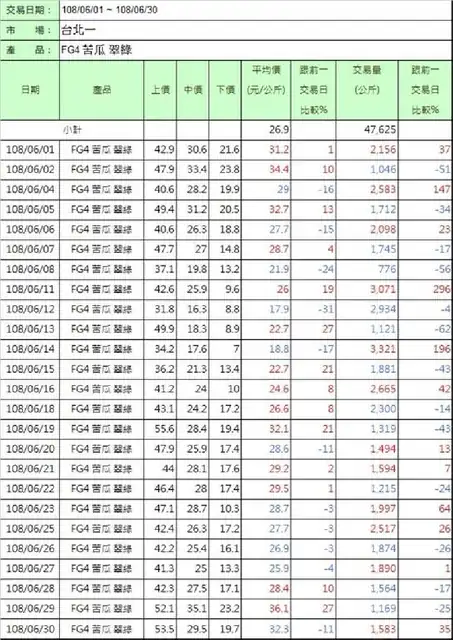 交易日期： 108/06/01 ~ 108/06/30
市 場： 台北一
產 品： FG4 苦瓜 翠綠
日期 產品 上價 中價 下價 平均價 (元/公斤) 跟前一 交易日 比較% 交易量 (公斤) 跟前一 交易日 比較%
小計 26.9 47,625
108/06/01 FG4 苦瓜 翠綠 42.9 30.6 21.6 31.2 1 2,156 37
108/06/02 FG4 苦瓜 翠綠 47.9 33.4 23.8 34.4 10 1,046 -51
108/06/04 FG4 苦瓜 翠綠 40.6 28.2 19.9 29 -16 2,583 147
108/06/05 FG4 苦瓜 翠綠 49.4 31.2 20.5 32.7 13 1,712 -34
108/06/06 FG4 苦瓜 翠綠 40.6 26.3 18.8 27.7 -15 2,098 23
108/06/07 FG4 苦瓜 翠綠 47.7 27 14.8 28.7 4 1,745 -17
108/06/08 FG4 苦瓜 翠綠 37.1 19.8 13.2 21.9 -24 776 -56
108/06/11 FG4 苦瓜 翠綠 42.6 25.9 9.6 26 19 3,071 296
108/06/12 FG4 苦瓜 翠綠 31.8 16.3 8.8 17.9 -31 2,934 -4
108/06/13 FG4 苦瓜 翠綠 49.9 18.3 8.9 22.7 27 1,121 -62
108/06/14 FG4 苦瓜 翠綠 34.2 17.6 7 18.8 -17 3,321 196
108/06/15 FG4 苦瓜 翠綠 36.2 21.3 13.4 22.7 21 1,881 -43
108/06/16 FG4 苦瓜 翠綠 41.2 24 10 24.6 8 2,665 42
108/06/18 FG4 苦瓜 翠綠 43.1 24.2 17.2 26.6 8 2,300 -14
108/06/19 FG4 苦瓜 翠綠 55.6 28.4 19.4 32.1 21 1,319 -43
108/06/20 FG4 苦瓜 翠綠 47.9 25.9 17.4 28.6 -11 1,494 13
108/06/21 FG4 苦瓜 翠綠 44 28.1 17.6 29.2 2 1,594 7
108/06/22 FG4 苦瓜 翠綠 46.4 28 17.4 29.5 1 1,215 -24
108/06/23 FG4 苦瓜 翠綠 47.1 28.7 10.3 28.7 -3 1,997 64
108/06/25 FG4 苦瓜 翠綠 42.4 26.3 17.2 27.7 -3 2,517 26
108/06/26 FG4 苦瓜 翠綠 42.2 25.4 16.1 26.9 -3 1,874 -26
108/06/27 FG4 苦瓜 翠綠 41.3 25 13.3 25.9 -4 1,890 1
108/06/28 FG4 苦瓜 翠綠 42.3 27.5 17.1 28.4 10 1,564 -17
108/06/29 FG4 苦瓜 翠綠 52.1 35.1 23.2 36.1 27 1,169 -25
108/06/30 FG4 苦瓜 翠綠 53.5 29.5 19.7 32.3 -11 1,583 35